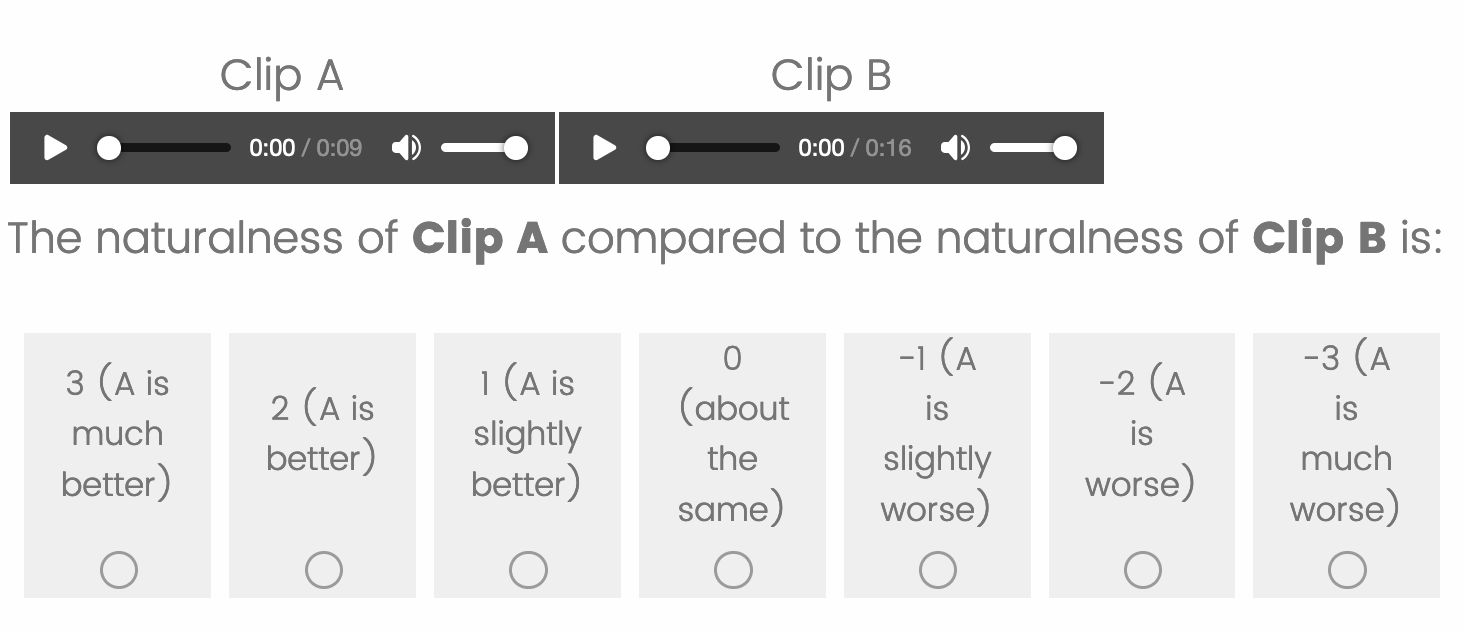 Clip A Clip B
0:00 / 0:09 0:00 / 0:16
The naturalness of Clip A compared to the naturalness of Clip B is:
3 (A is
much
better)
2 (A is
better)
1 (A is
slightly
better)
0
(about
the
same)
-1 (A
is
slightly
worse)
-2 (A
is
worse)
-3 (A
is
much
worse)